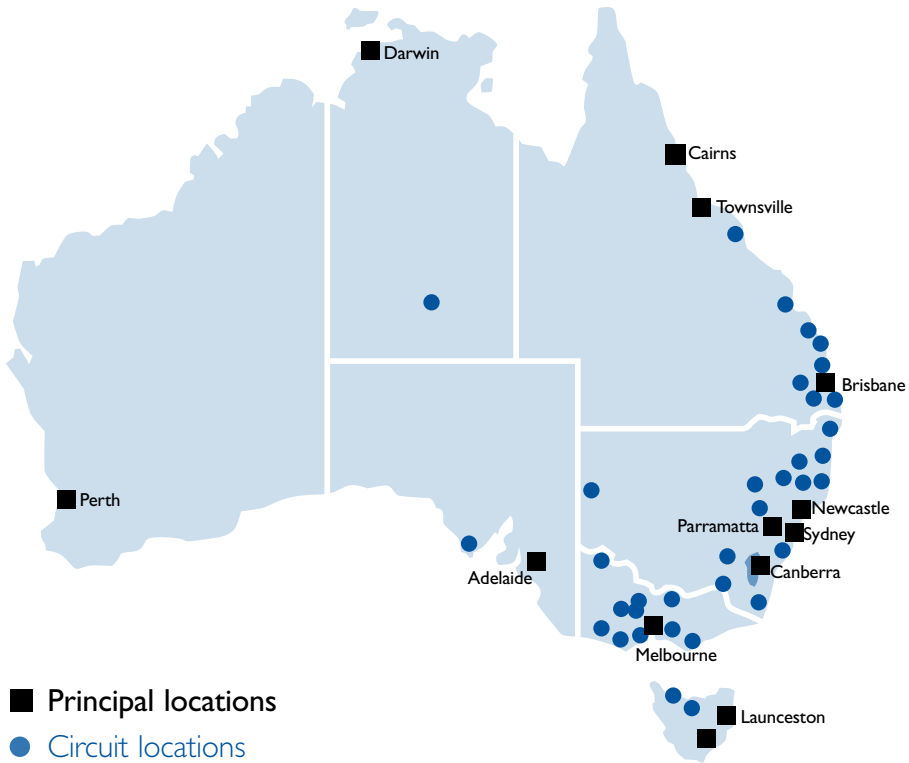 Darwin
Cairns
Townsville
Brisbane
Perth
Newcastle
Parramatta
Sydney
Canberra
Adelaide
Melbourne
Launceston
Principal locations
Circuit locations